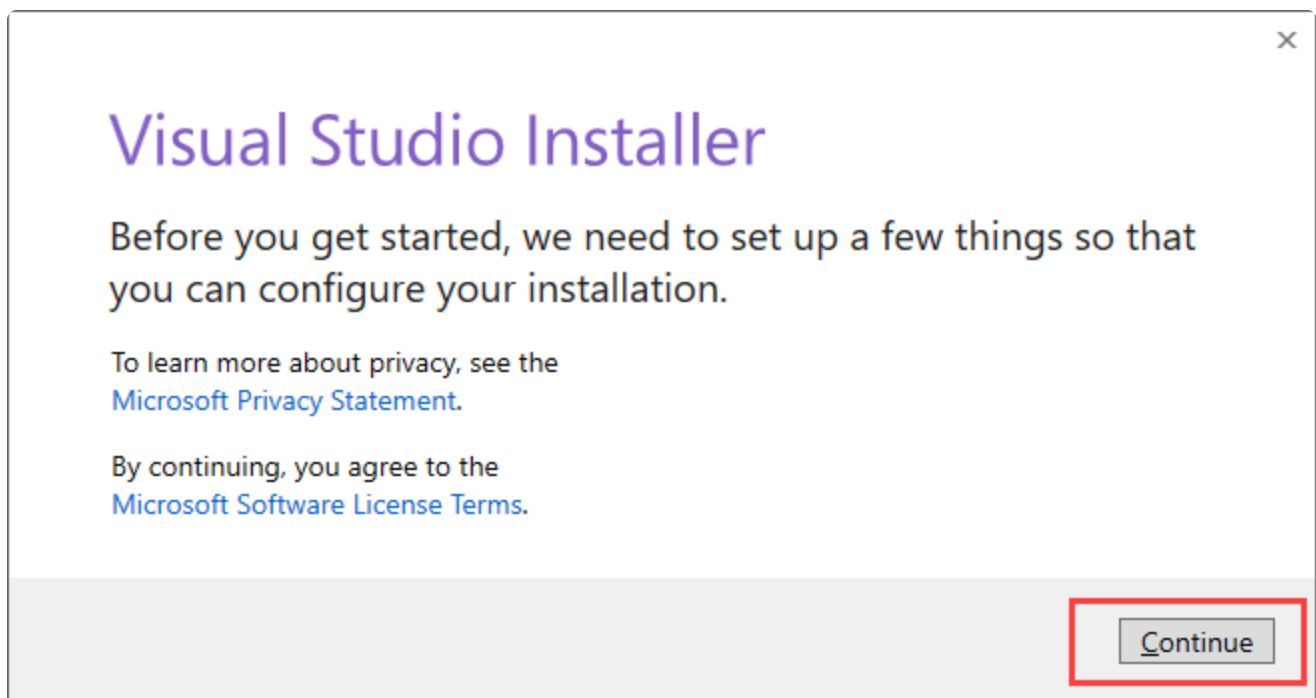 Visual Studio Installer
Before you get started, we need to set up a few things so that
you can configure your installation.
To learn more about privacy, see the
Microsoft Privacy Statement.
By continuing, you agree to the
Microsoft Software License Terms.
Continue